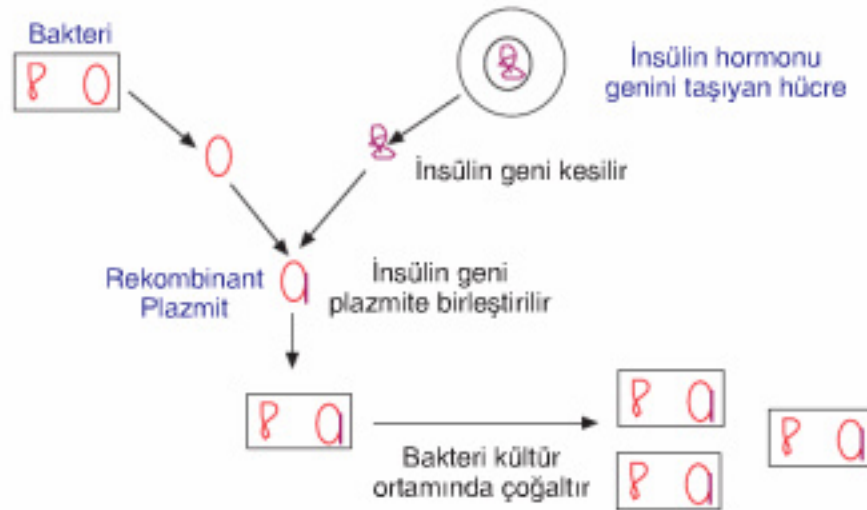 Bakteri
İnsülin hormonu
genini taşıyan hücre
İnsülin geni kesilir
Rekombinant
Plazmit
İnsülin geni
plazmite birleştirilir
Bakteri kültür
ortamında çoğaltır